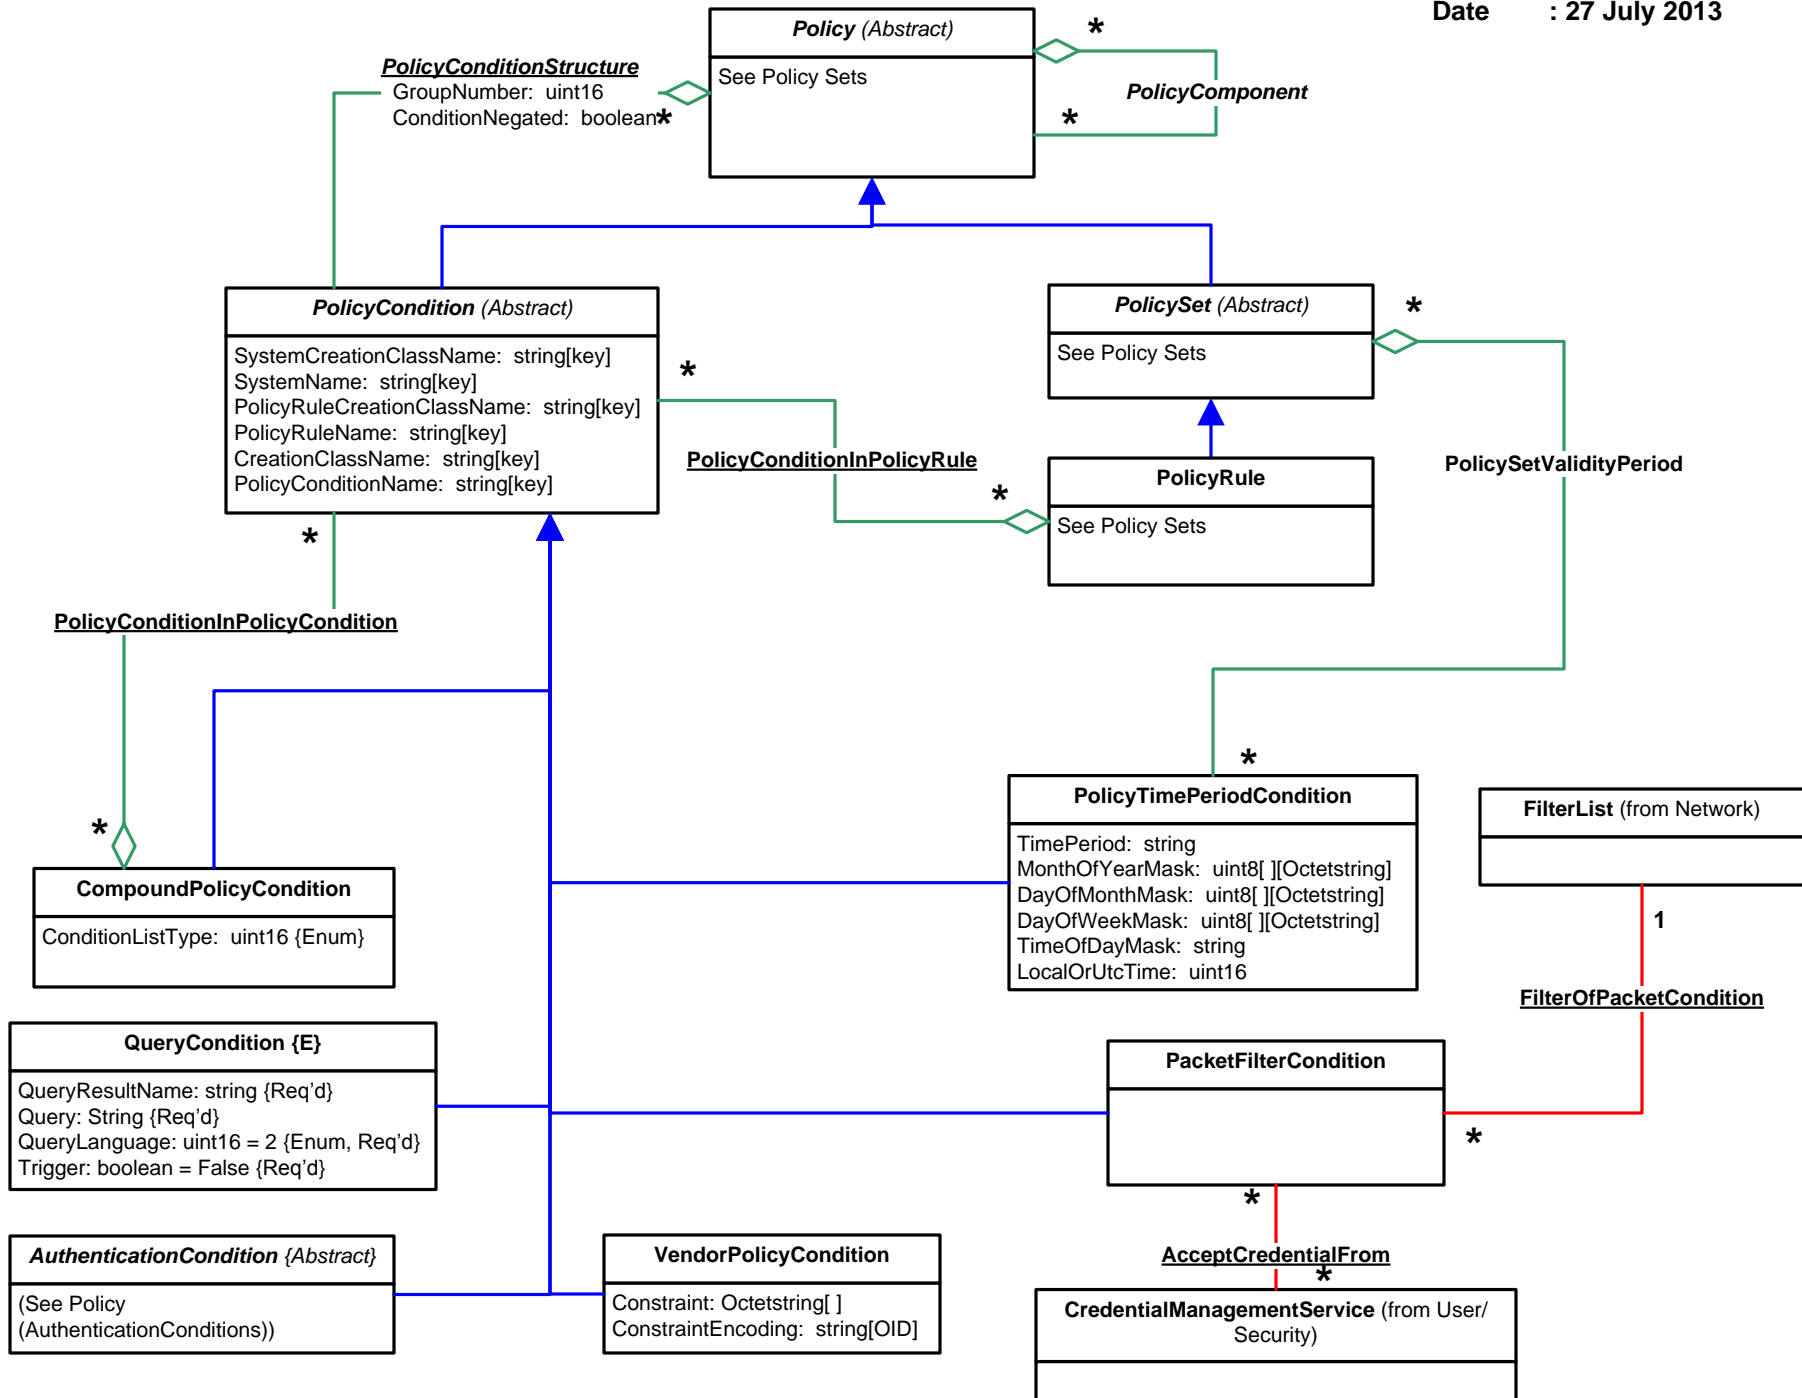 Date : 27 July 2013
Policy (Abstract)
See Policy Sets
*
PolicyComponent
*
PolicyConditionStructure
GroupNumber: uint16
ConditionNegated: boolean
*
PolicyCondition (Abstract)
SystemCreationClassName: string[key]
SystemName: string[key]
PolicyRuleCreationClassName: string[key]
PolicyRuleName: string[key]
CreationClassName: string[key]
PolicyConditionName: string[key]
*
PolicySet (Abstract)
See Policy Sets
*
PolicyConditionInPolicyRule
*
PolicyRule
See Policy Sets
PolicySetValidityPeriod
*
PolicyConditionInPolicyCondition
*
*
PolicyTimePeriodCondition
TimePeriod: string
MonthOfYearMask: uint8[ ][Octetstring]
DayOfMonthMask: uint8[ ][Octetstring]
DayOfWeekMask: uint8[ ][Octetstring]
TimeOfDayMask: string
LocalOrUtcTime: uint16
FilterList (from Network)
1
FilterOfPacketCondition
*
CompoundPolicyCondition
ConditionListType: uint16 {Enum}
QueryCondition {E}
QueryResultName: string {Req'd}
Query: String {Req'd}
QueryLanguage: uint16 = 2 {Enum, Req'd}
Trigger: boolean = False {Req'd}
PacketFilterCondition
*
AcceptCredentialFrom
*
AuthenticationCondition {Abstract}
(See Policy
(AuthenticationConditions))
VendorPolicyCondition
Constraint: Octetstring[ ]
ConstraintEncoding: string[OID]
CredentialManagementService (from User/
Security)